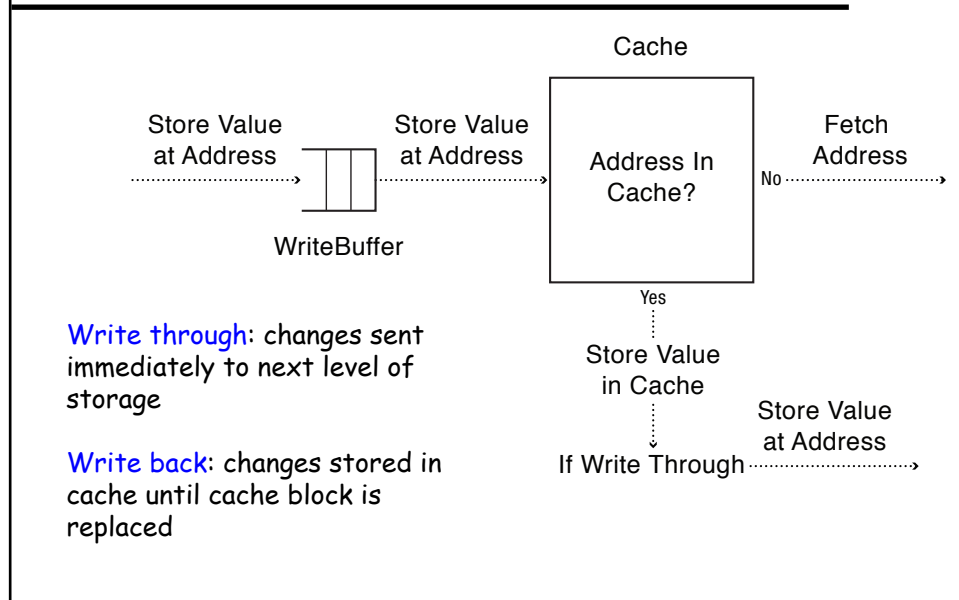 Cache
Store Value
at Address
WriteBuffer
Store Value
at Address
Address In
Cache?
No
Fetch
Address
Yes
Store Value
in Cache
If Write Through
Store Value
at Address
Write through: changes sent
immediately to next level of
storage
Write back: changes stored in
cache until cache block is
replaced